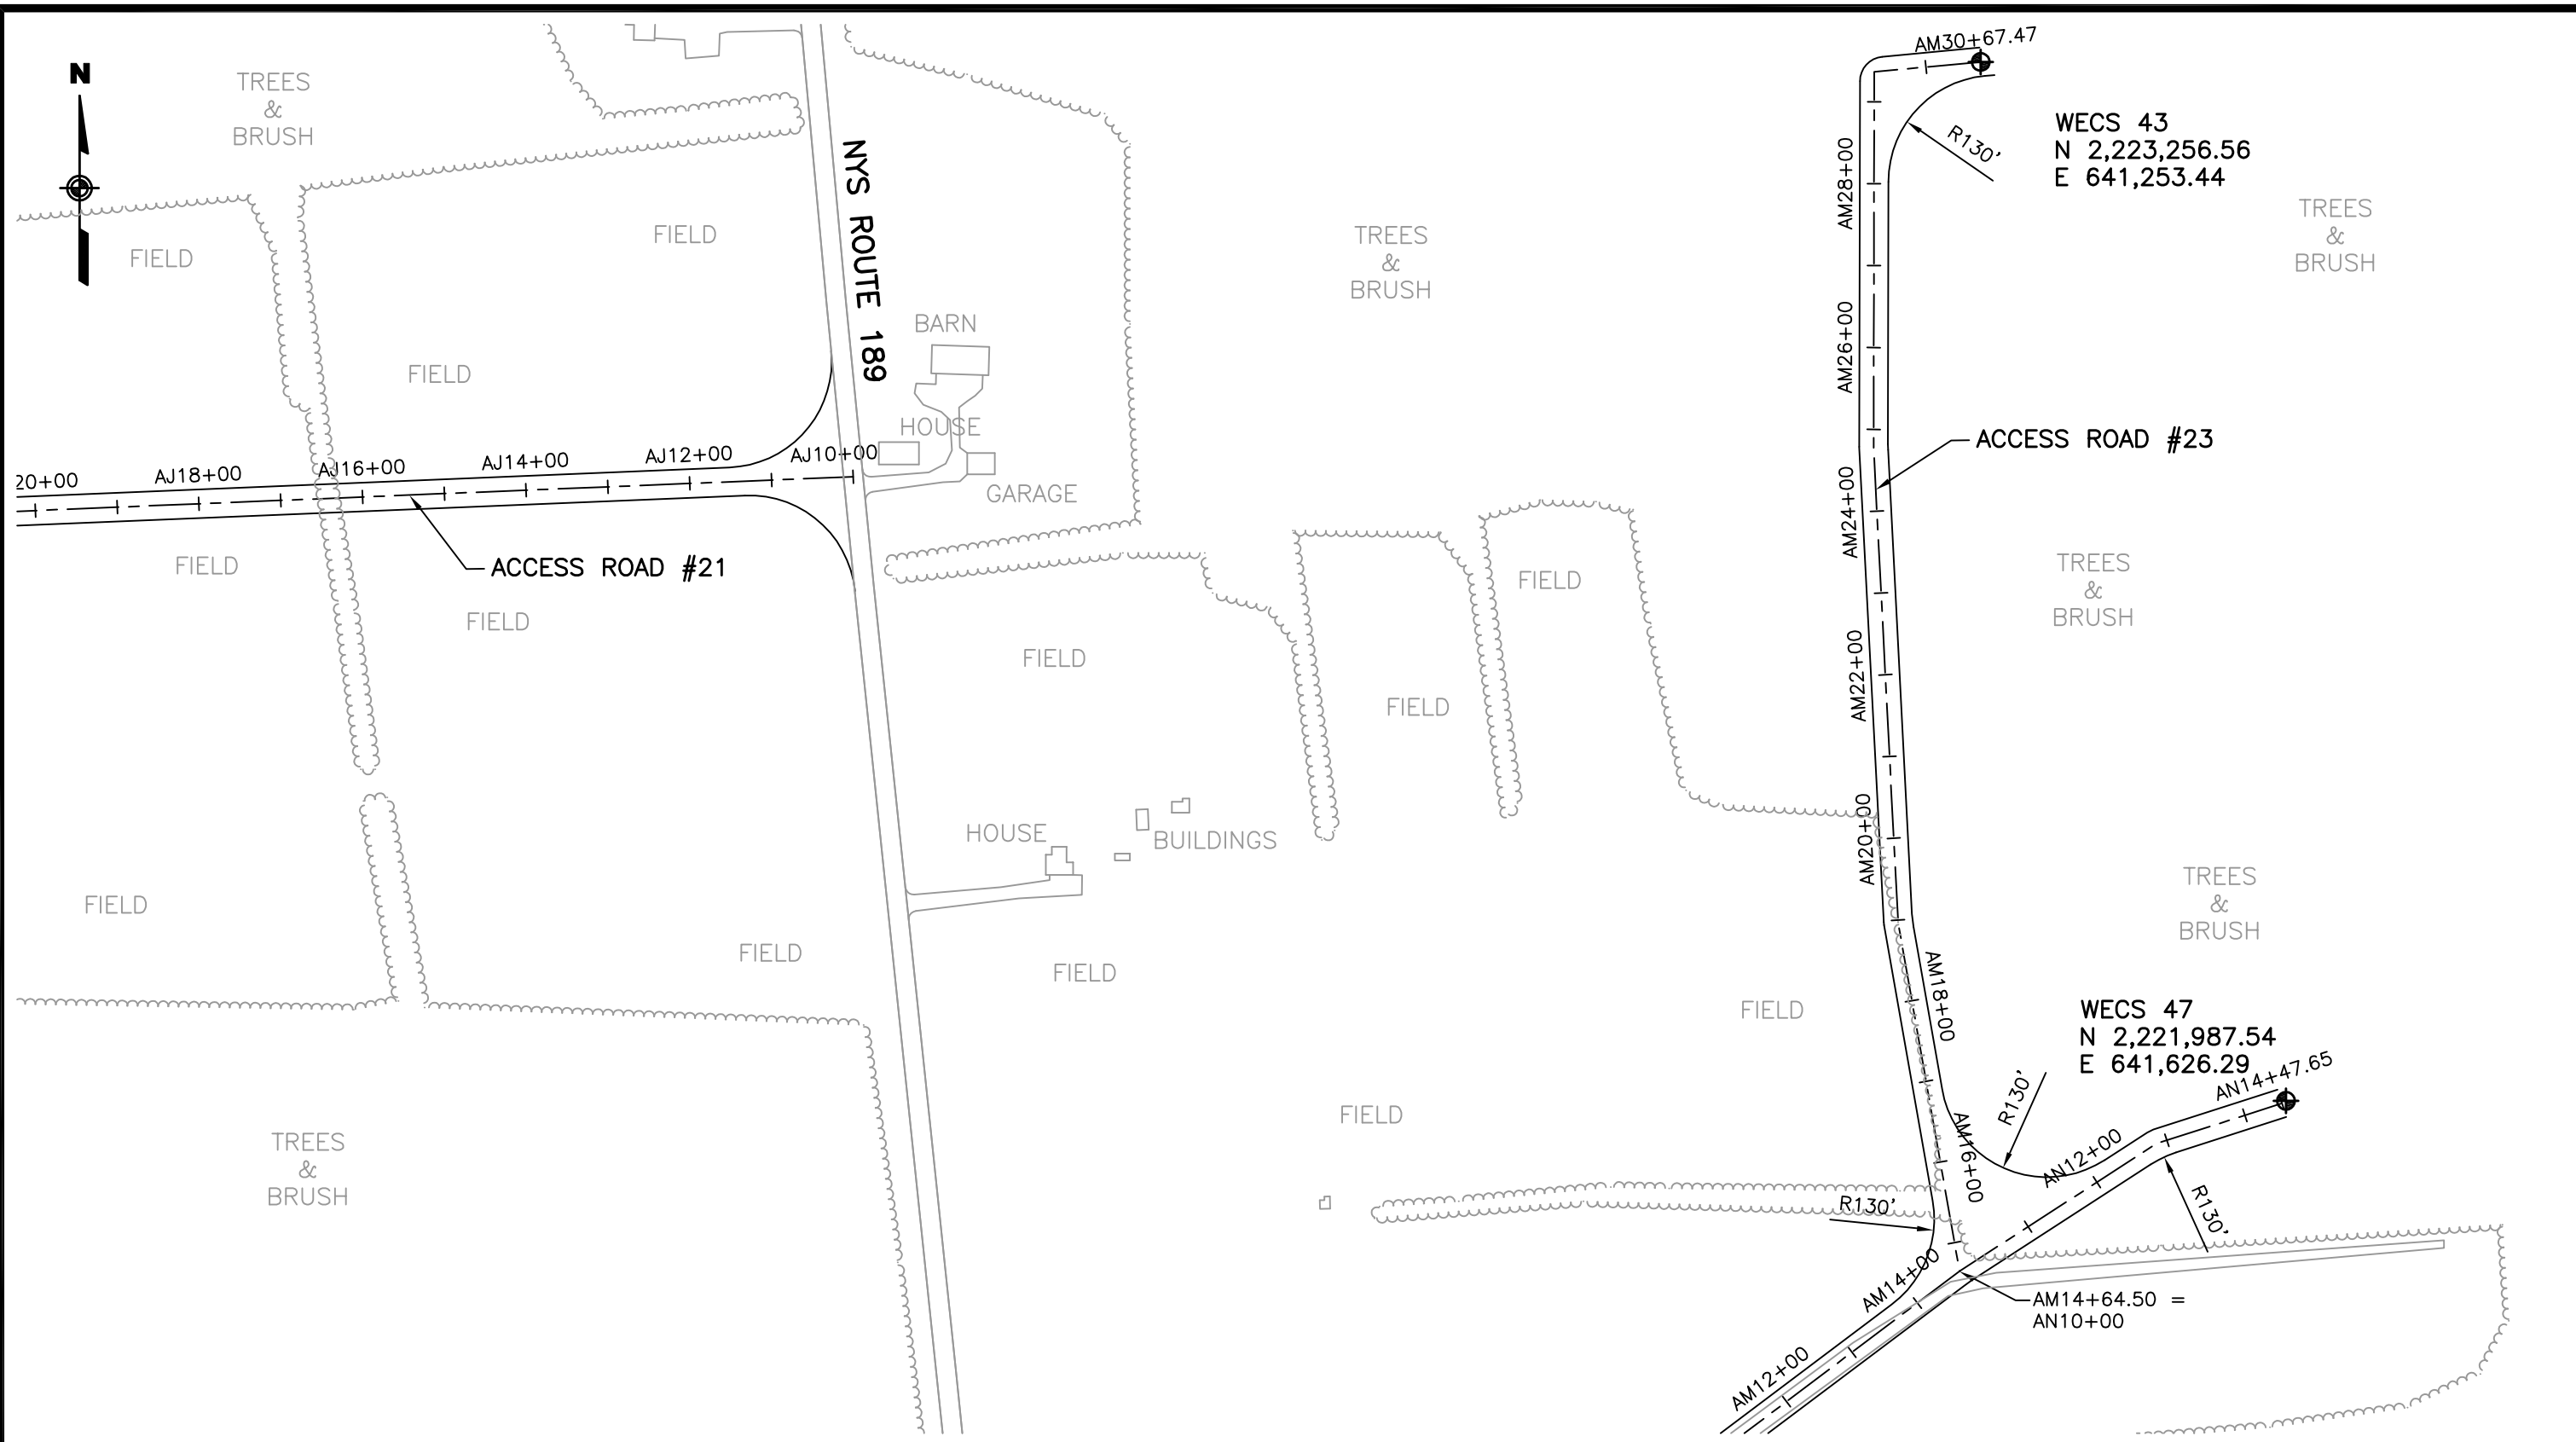 N
TREES
&
BRUSH
FIELD
FIELD
FIELD
NYS ROUTE 189
BARN
HOUSE
GARAGE
20+00
AJ18+00
AJ16+00
AJ14+00
AJ12+00
AJ10+00
ACCESS ROAD #21
FIELD
FIELD
TREES
&
BRUSH
AM30+67.47
R130'
WECS 43
N 2,223,256.56
E 641,253.44
TREES
&
BRUSH
AM28+00
AM26+00
ACCESS ROAD #23
AM24+00
FIELD
TREES
&
BRUSH
FIELD
FIELD
AM22+00
HOUSE
BUILDINGS
AM20+00
FIELD
FIELD
FIELD
TREES
&
BRUSH
AM18+00
FIELD
WECS 47
N 2,221,987.54
E 641,626.29
AN14+47.65
R130'
FIELD
TREES
&
BRUSH
AM16+00
AN12+00
R130'
R130'
AM14+00
AM14+64.50 =
AN10+00
AM12+00